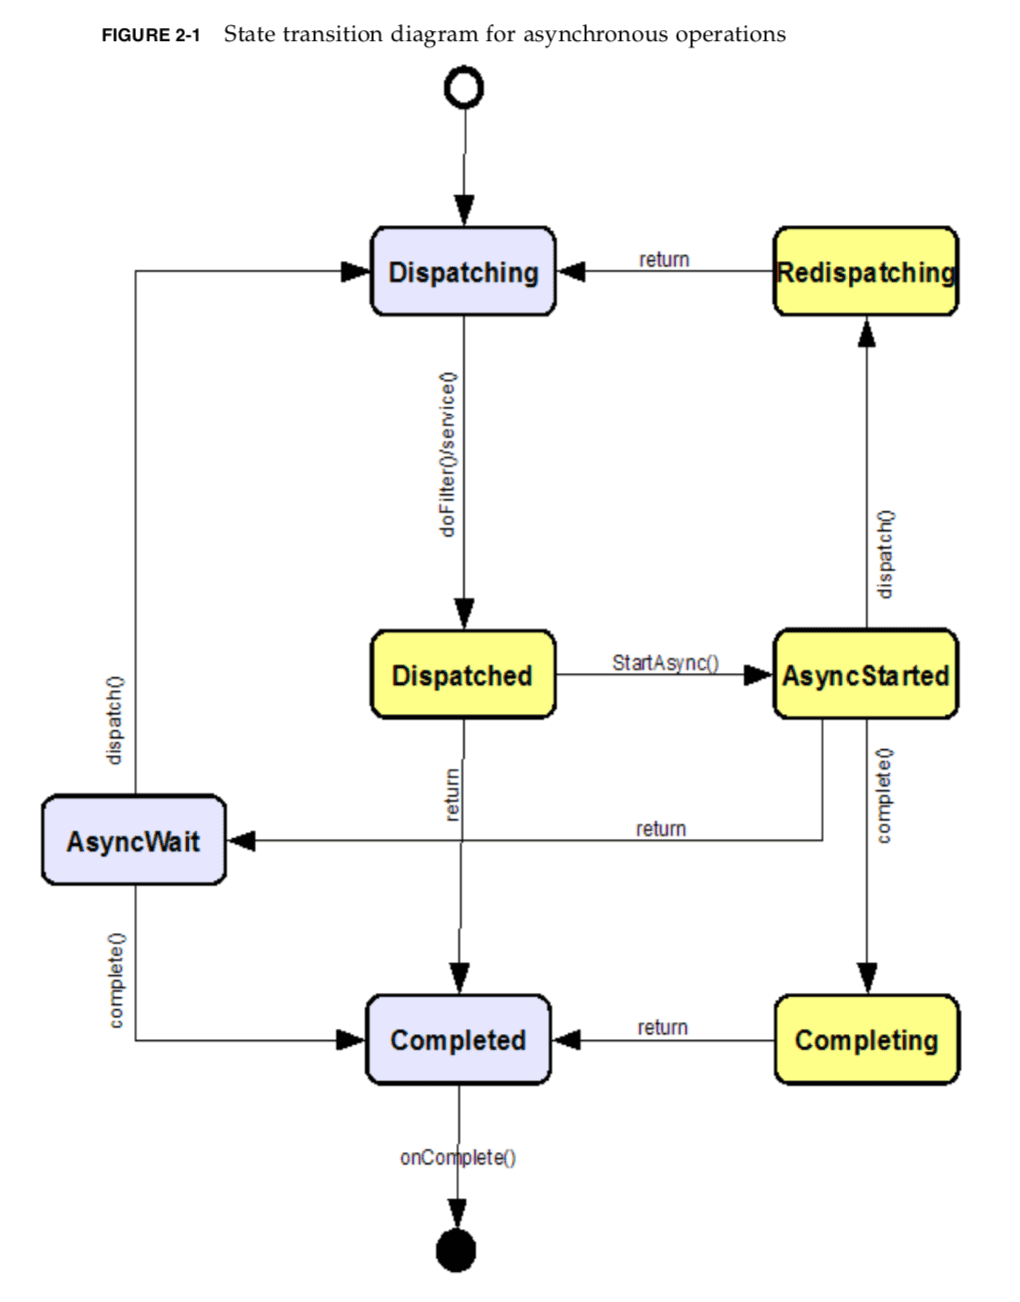 FIGURE 2-1 State transition diagram for asynchronous operations
Dispatching
return
Redispatching
doFilter()/service()
dispatch()
Dispatched
StartAsync()
AsyncStarted
dispatch()
return
complete()
AsyncWait
return
complete()
Completed
return
Completing
onComplete()